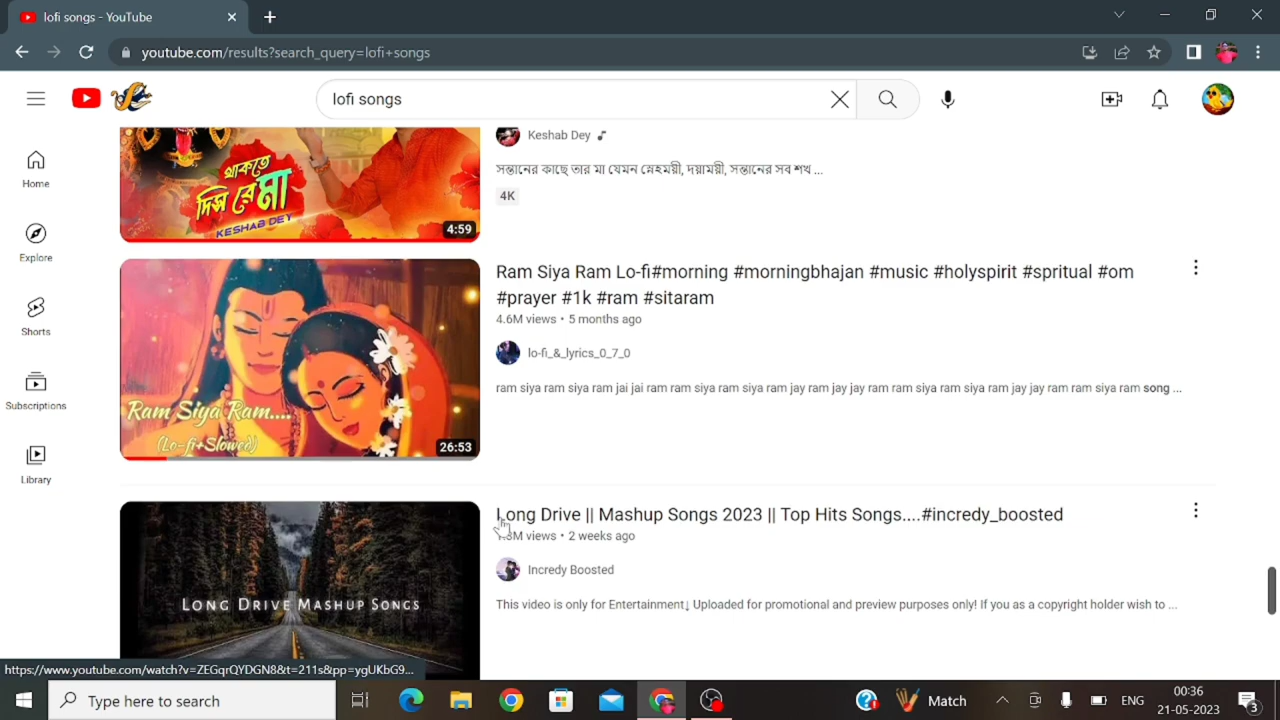 lofi songs - YouTube
youtube.com/results?search_query=lofi+songs
lofi songs
Home
Explore
Shorts
Subscriptions
Library
থাকতে
দিস রে মা
KESHAB DEY
4:59
Keshab Dey
সন্তানের কাছে তার মা যেমন স্নেহময়ী, দয়াময়ী, সন্তানের সব শখ ...
4K
Ram Siya Ram....
(Lo-fi+Slowed)
26:53
Ram Siya Ram Lo-fi#morning #morningbhajan #music #holyspirit #spritual #om
#prayer #1k #ram #sitaram
4.6M views • 5 months ago
lo-fi_&_lyrics_0_7_0
ram siya ram siya ram jai jai ram ram siya ram siya ram jay ram jay jay ram ram siya ram siya ram jay jay ram ram siya ram song ...
LONG DRIVE MASHUP SONGS
Long Drive || Mashup Songs 2023 || Top Hits Songs....#incredy_boosted
views • 2 weeks ago
Incredy Boosted
This video is only for Entertainment↓ Uploaded for promotional and preview purposes only! If you as a copyright holder wish to ...
https://www.youtube.com/watch?v=ZEGqrQYDGN8&t=211s&pp=ygUKbG9...
Type here to search
Match
ENG
00:36
21-05-2023
3